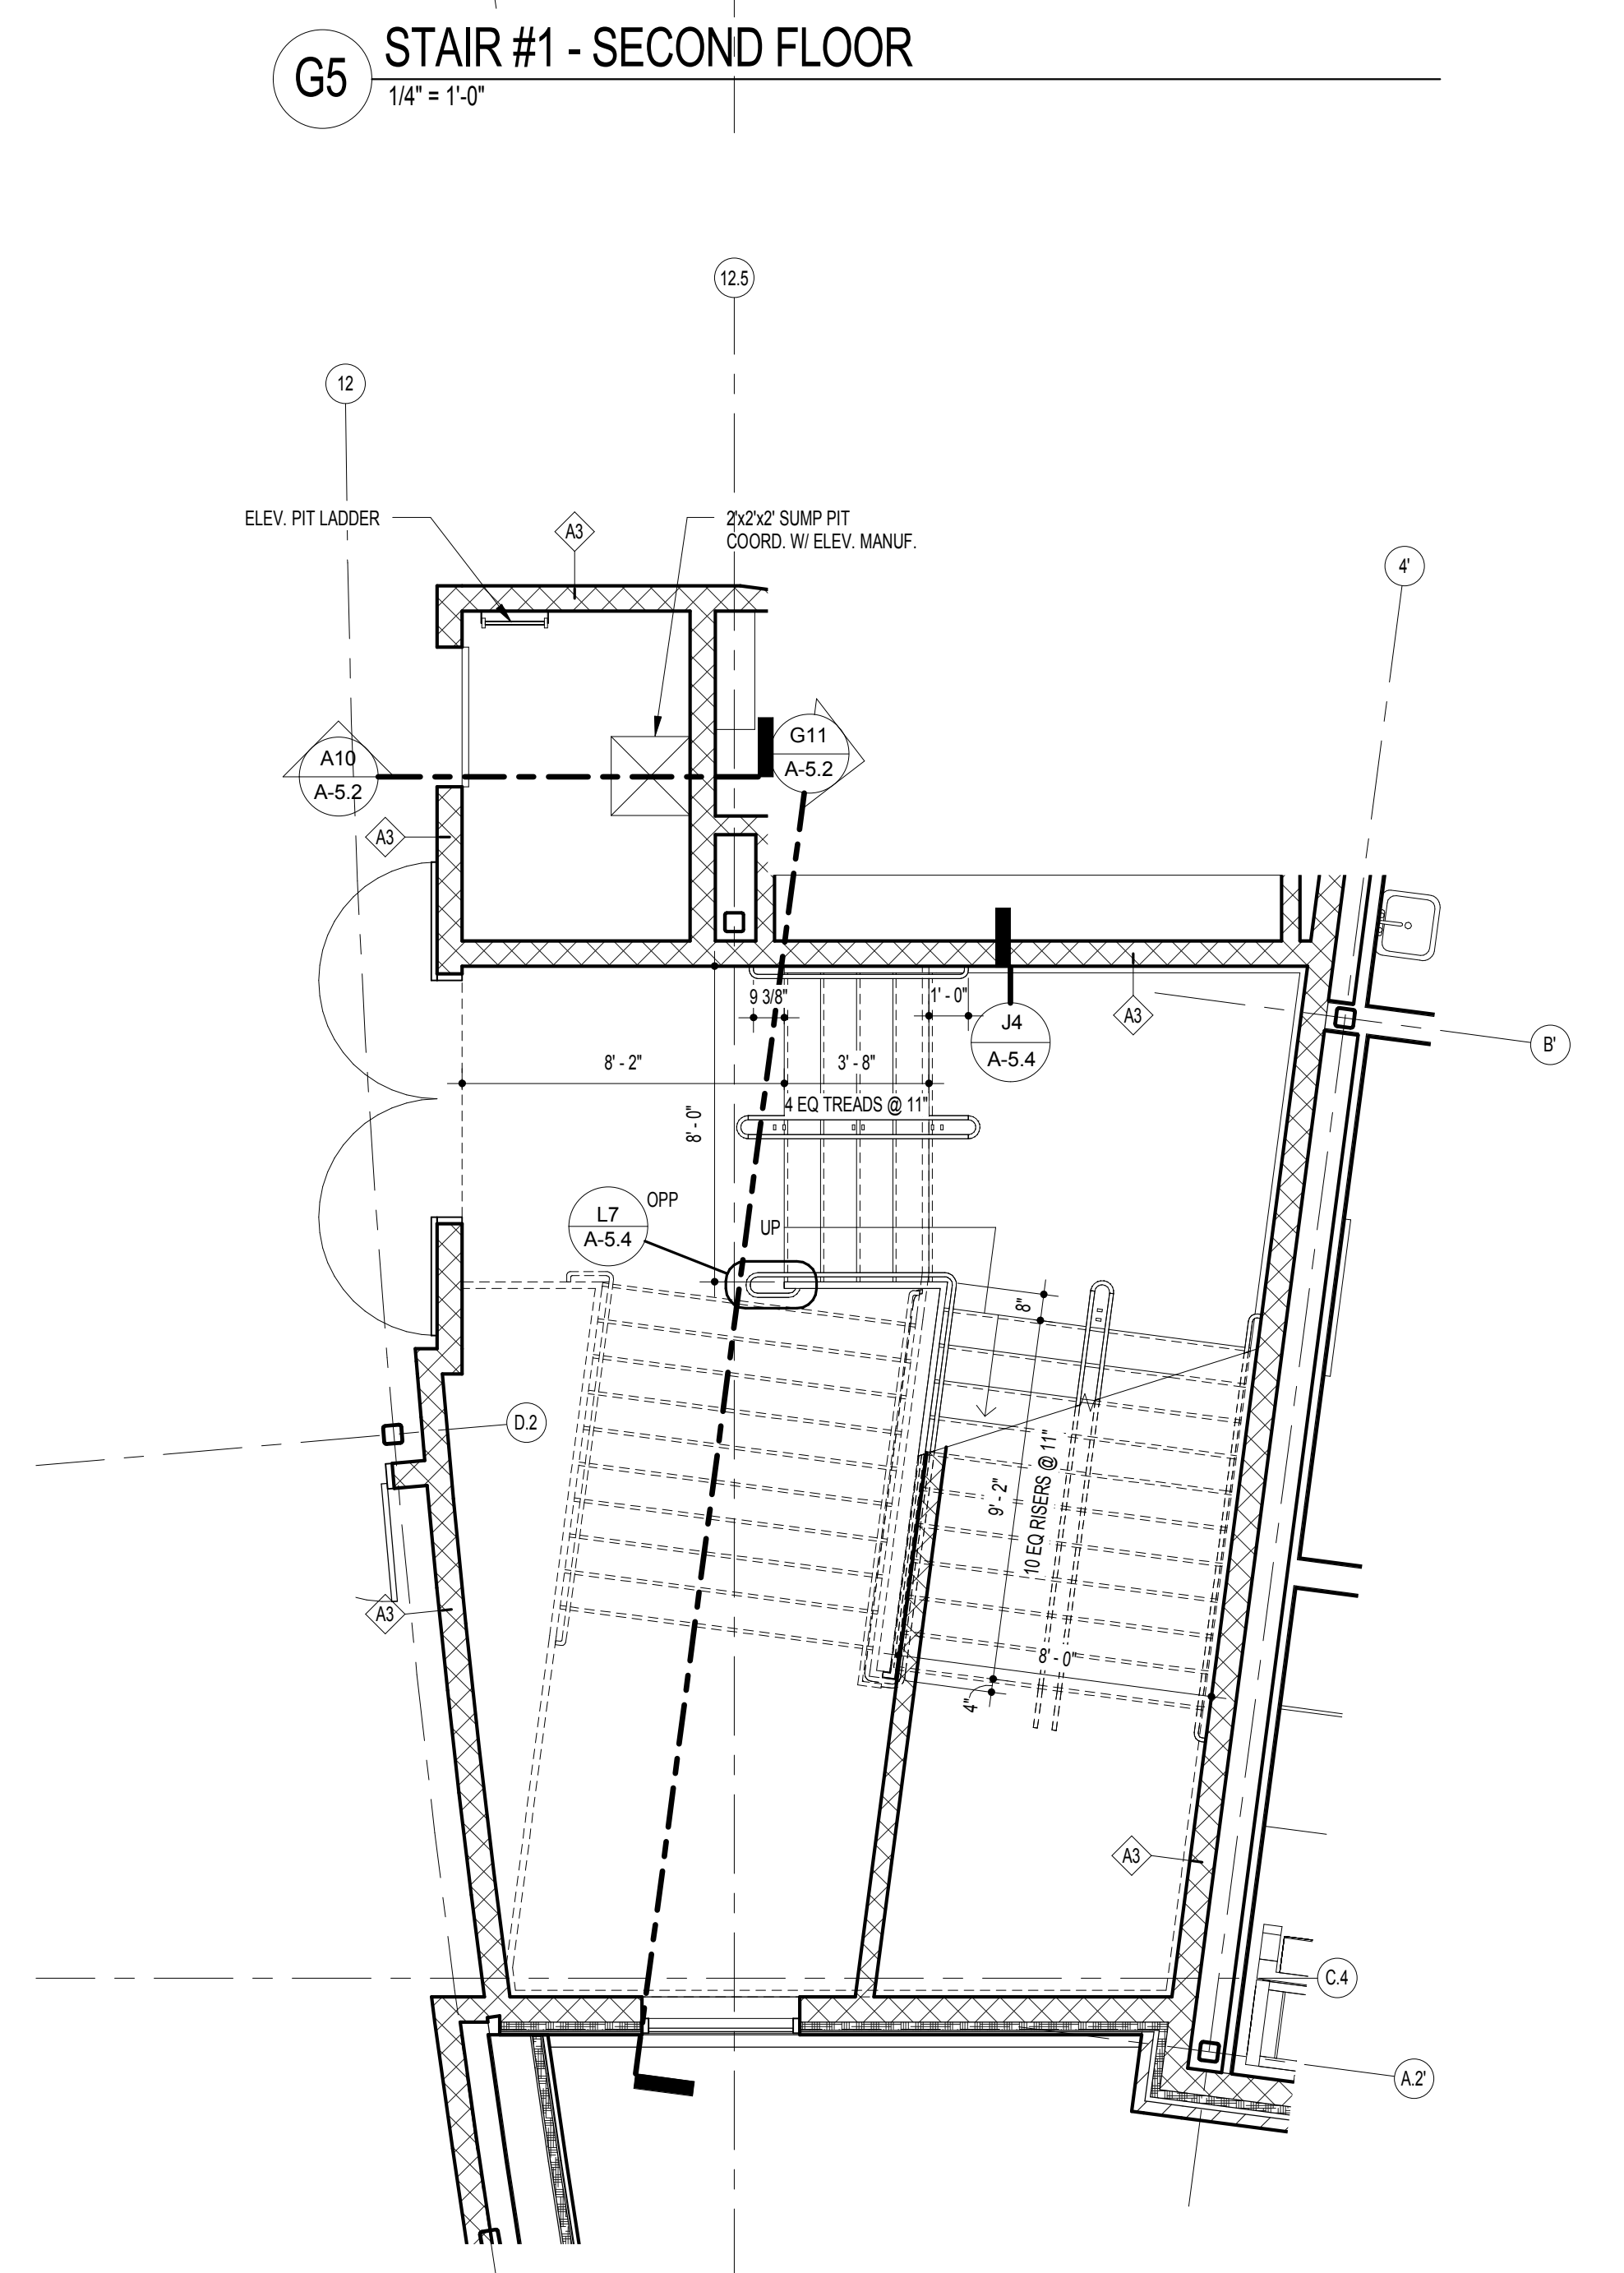 G5
STAIR #1 - SECOND FLOOR
1/4" = 1'-0"
12.5
12
ELEV. PIT LADDER
A3
2'x2'x2' SUMP PIT
COORD. W/ ELEV. MANUF.
4'
A10
A-5.2
G11
A-5.2
A3
9 3/8"
1' - 0"
J4
A-5.4
A3
B'
8' - 2"
3' - 8"
4 EQ TREADS @ 11"
8' - 0"
L7
A-5.4
OPP
UP
8"
D.2
9' - 2"
10 EQ RISERS @ 11"
A3
8' - 0"
4"
A3
C.4
A.2'